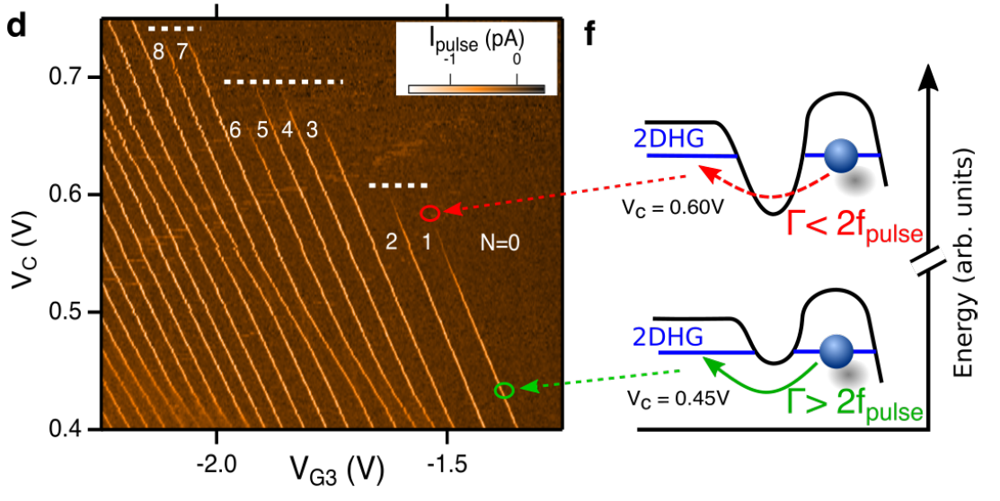 d
f
I_pulse (pA)
-1 0
8 7
6 5 4 3
2 1 N=0
0.7
0.6
0.5
0.4
V_C (V)
-2.0 -1.5
V_G3 (V)
2DHG
V_C = 0.60V
Γ< 2f_pulse
2DHG
V_C = 0.45V
Γ> 2f_pulse
Energy (arb. units)